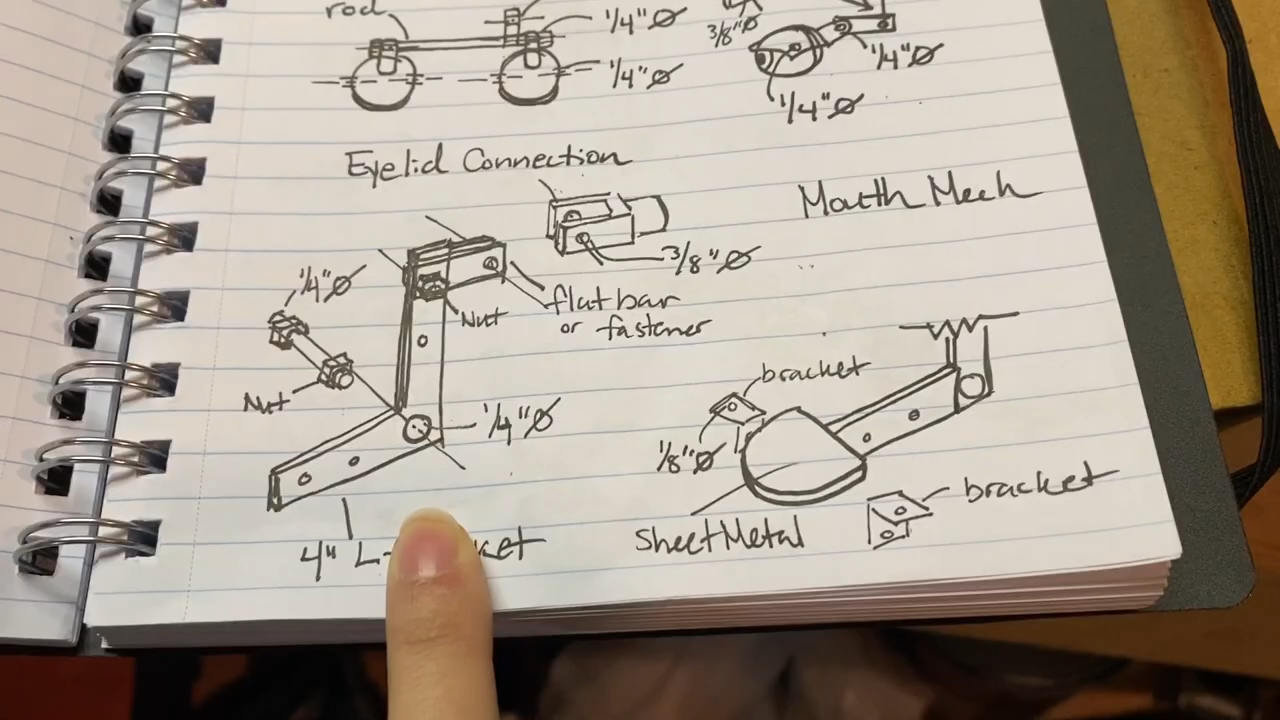 rod
1/4"Ø
1/4"Ø
3/8"Ø
1/4"Ø
1/4"Ø
Eyelid Connection
Mouth Mech
3/8"Ø
1/4"Ø
flat bar
or fastener
Nut
Nut
1/4"Ø
bracket
1/8"Ø
bracket
Sheet Metal
4" L-